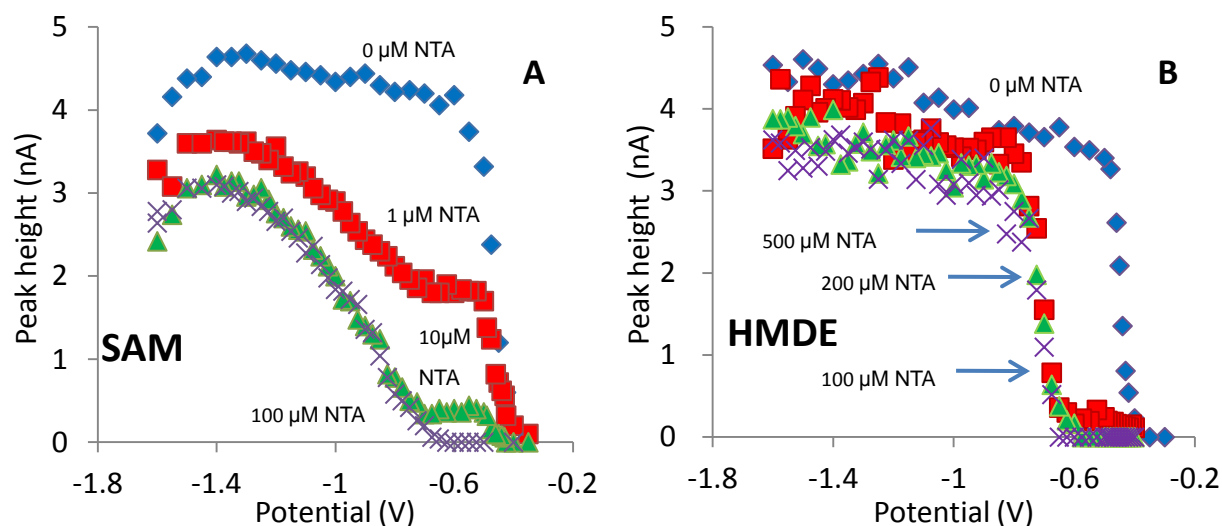 A
0 µM NTA
1 µM NTA
10µM
NTA
100 µM NTA
SAM
Peak height (nA)
5
4
3
2
1
0
-1.8
-1.4
-1
-0.6
-0.2
Potential (V)
B
0 µM NTA
500 µM NTA
200 µM NTA
100 µM NTA
HMDE
Peak height (nA)
5
4
3
2
1
0
-1.8
-1.4
-1
-0.6
-0.2
Potential (V)